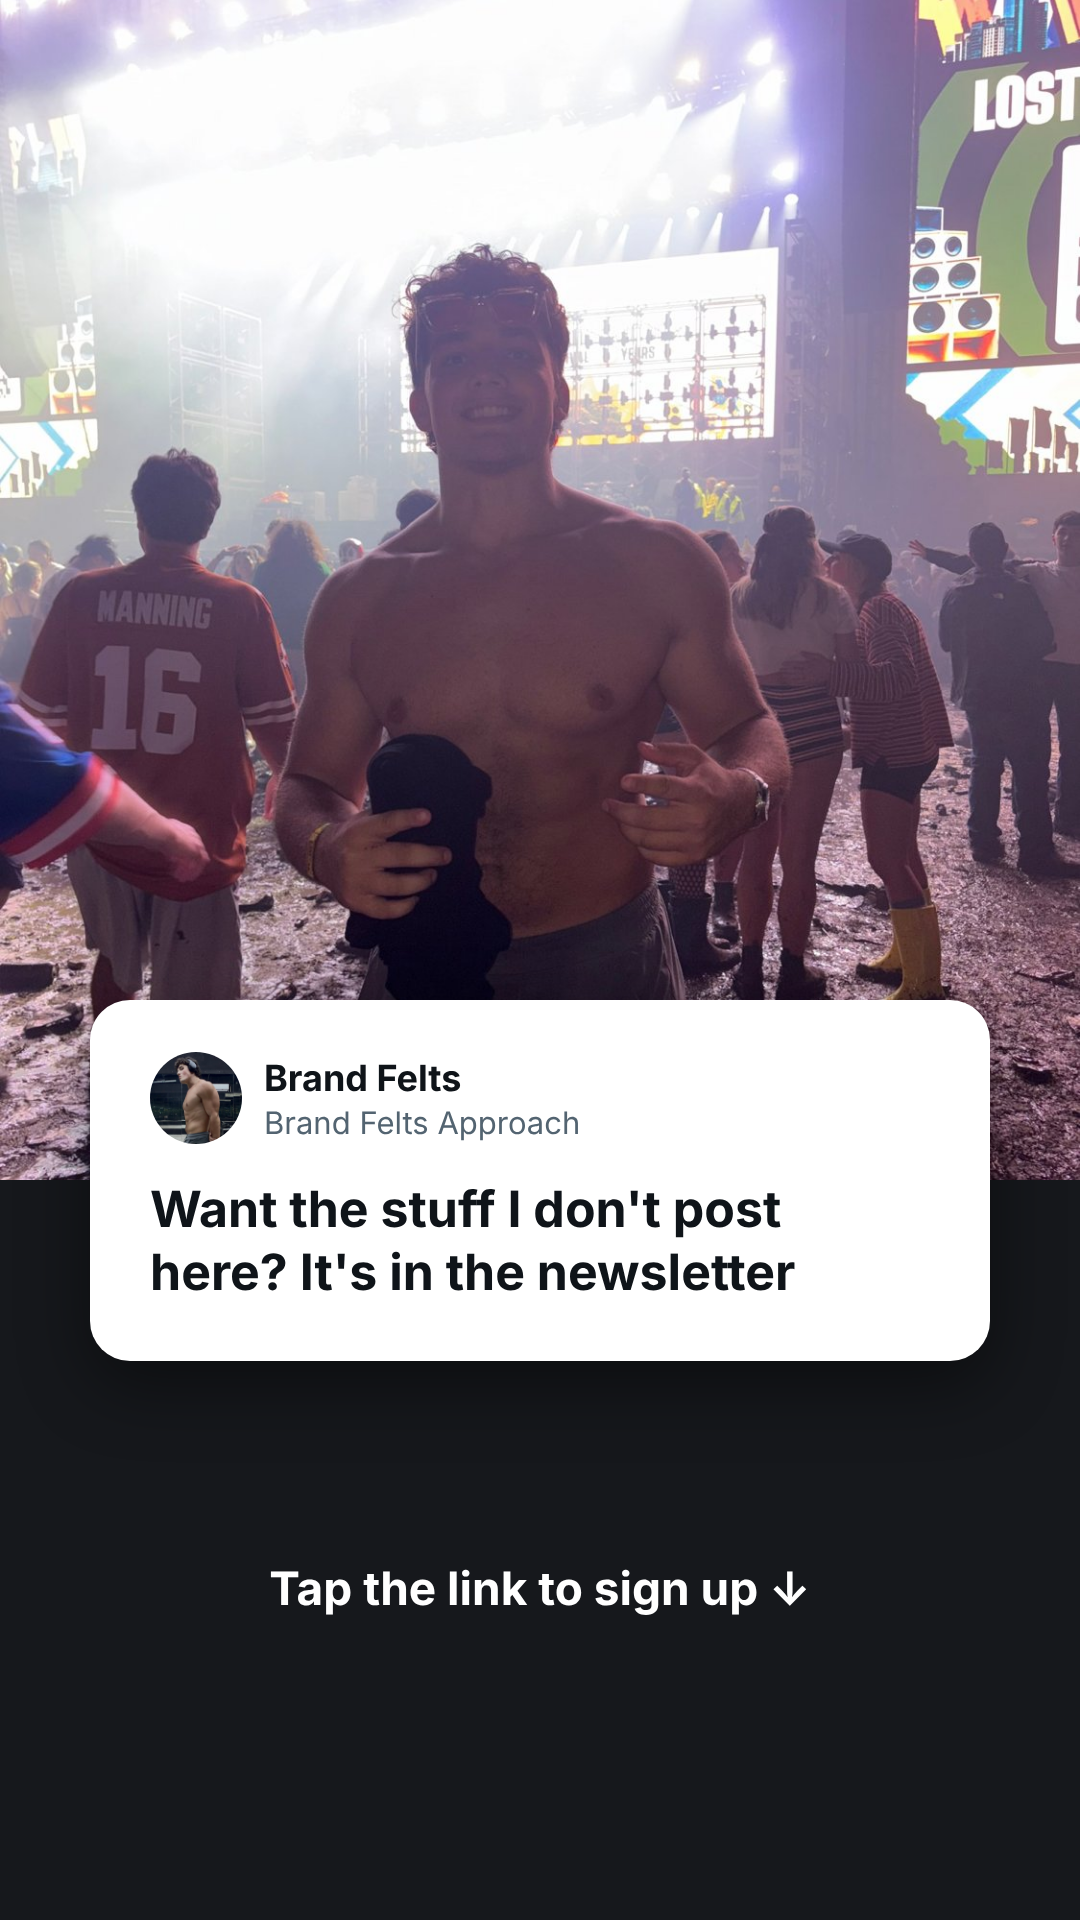 LOST
YEARS
MANNING
16
Brand Felts
Brand Felts Approach
Want the stuff I don't post
here? It's in the newsletter
Tap the link to sign up ↓